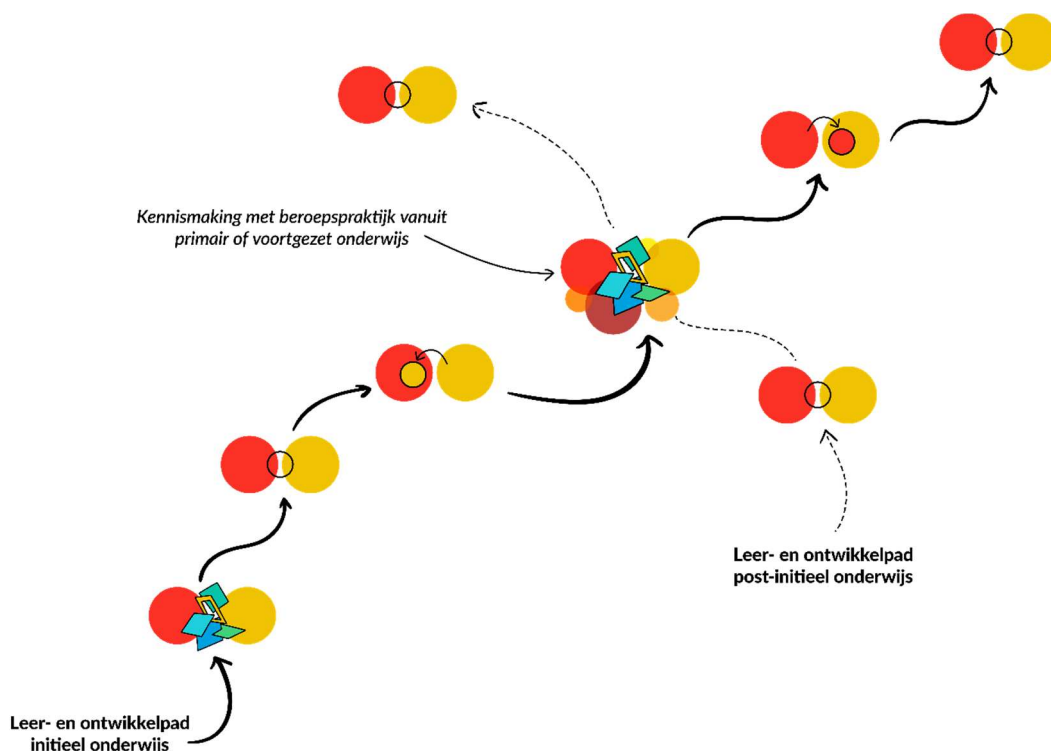 Kennismaking met beroepspraktijk vanuit
primair of voortgezet onderwijs
Leer- en ontwikkelpad
post-initieel onderwijs
Leer- en ontwikkelpad
initieel onderwijs